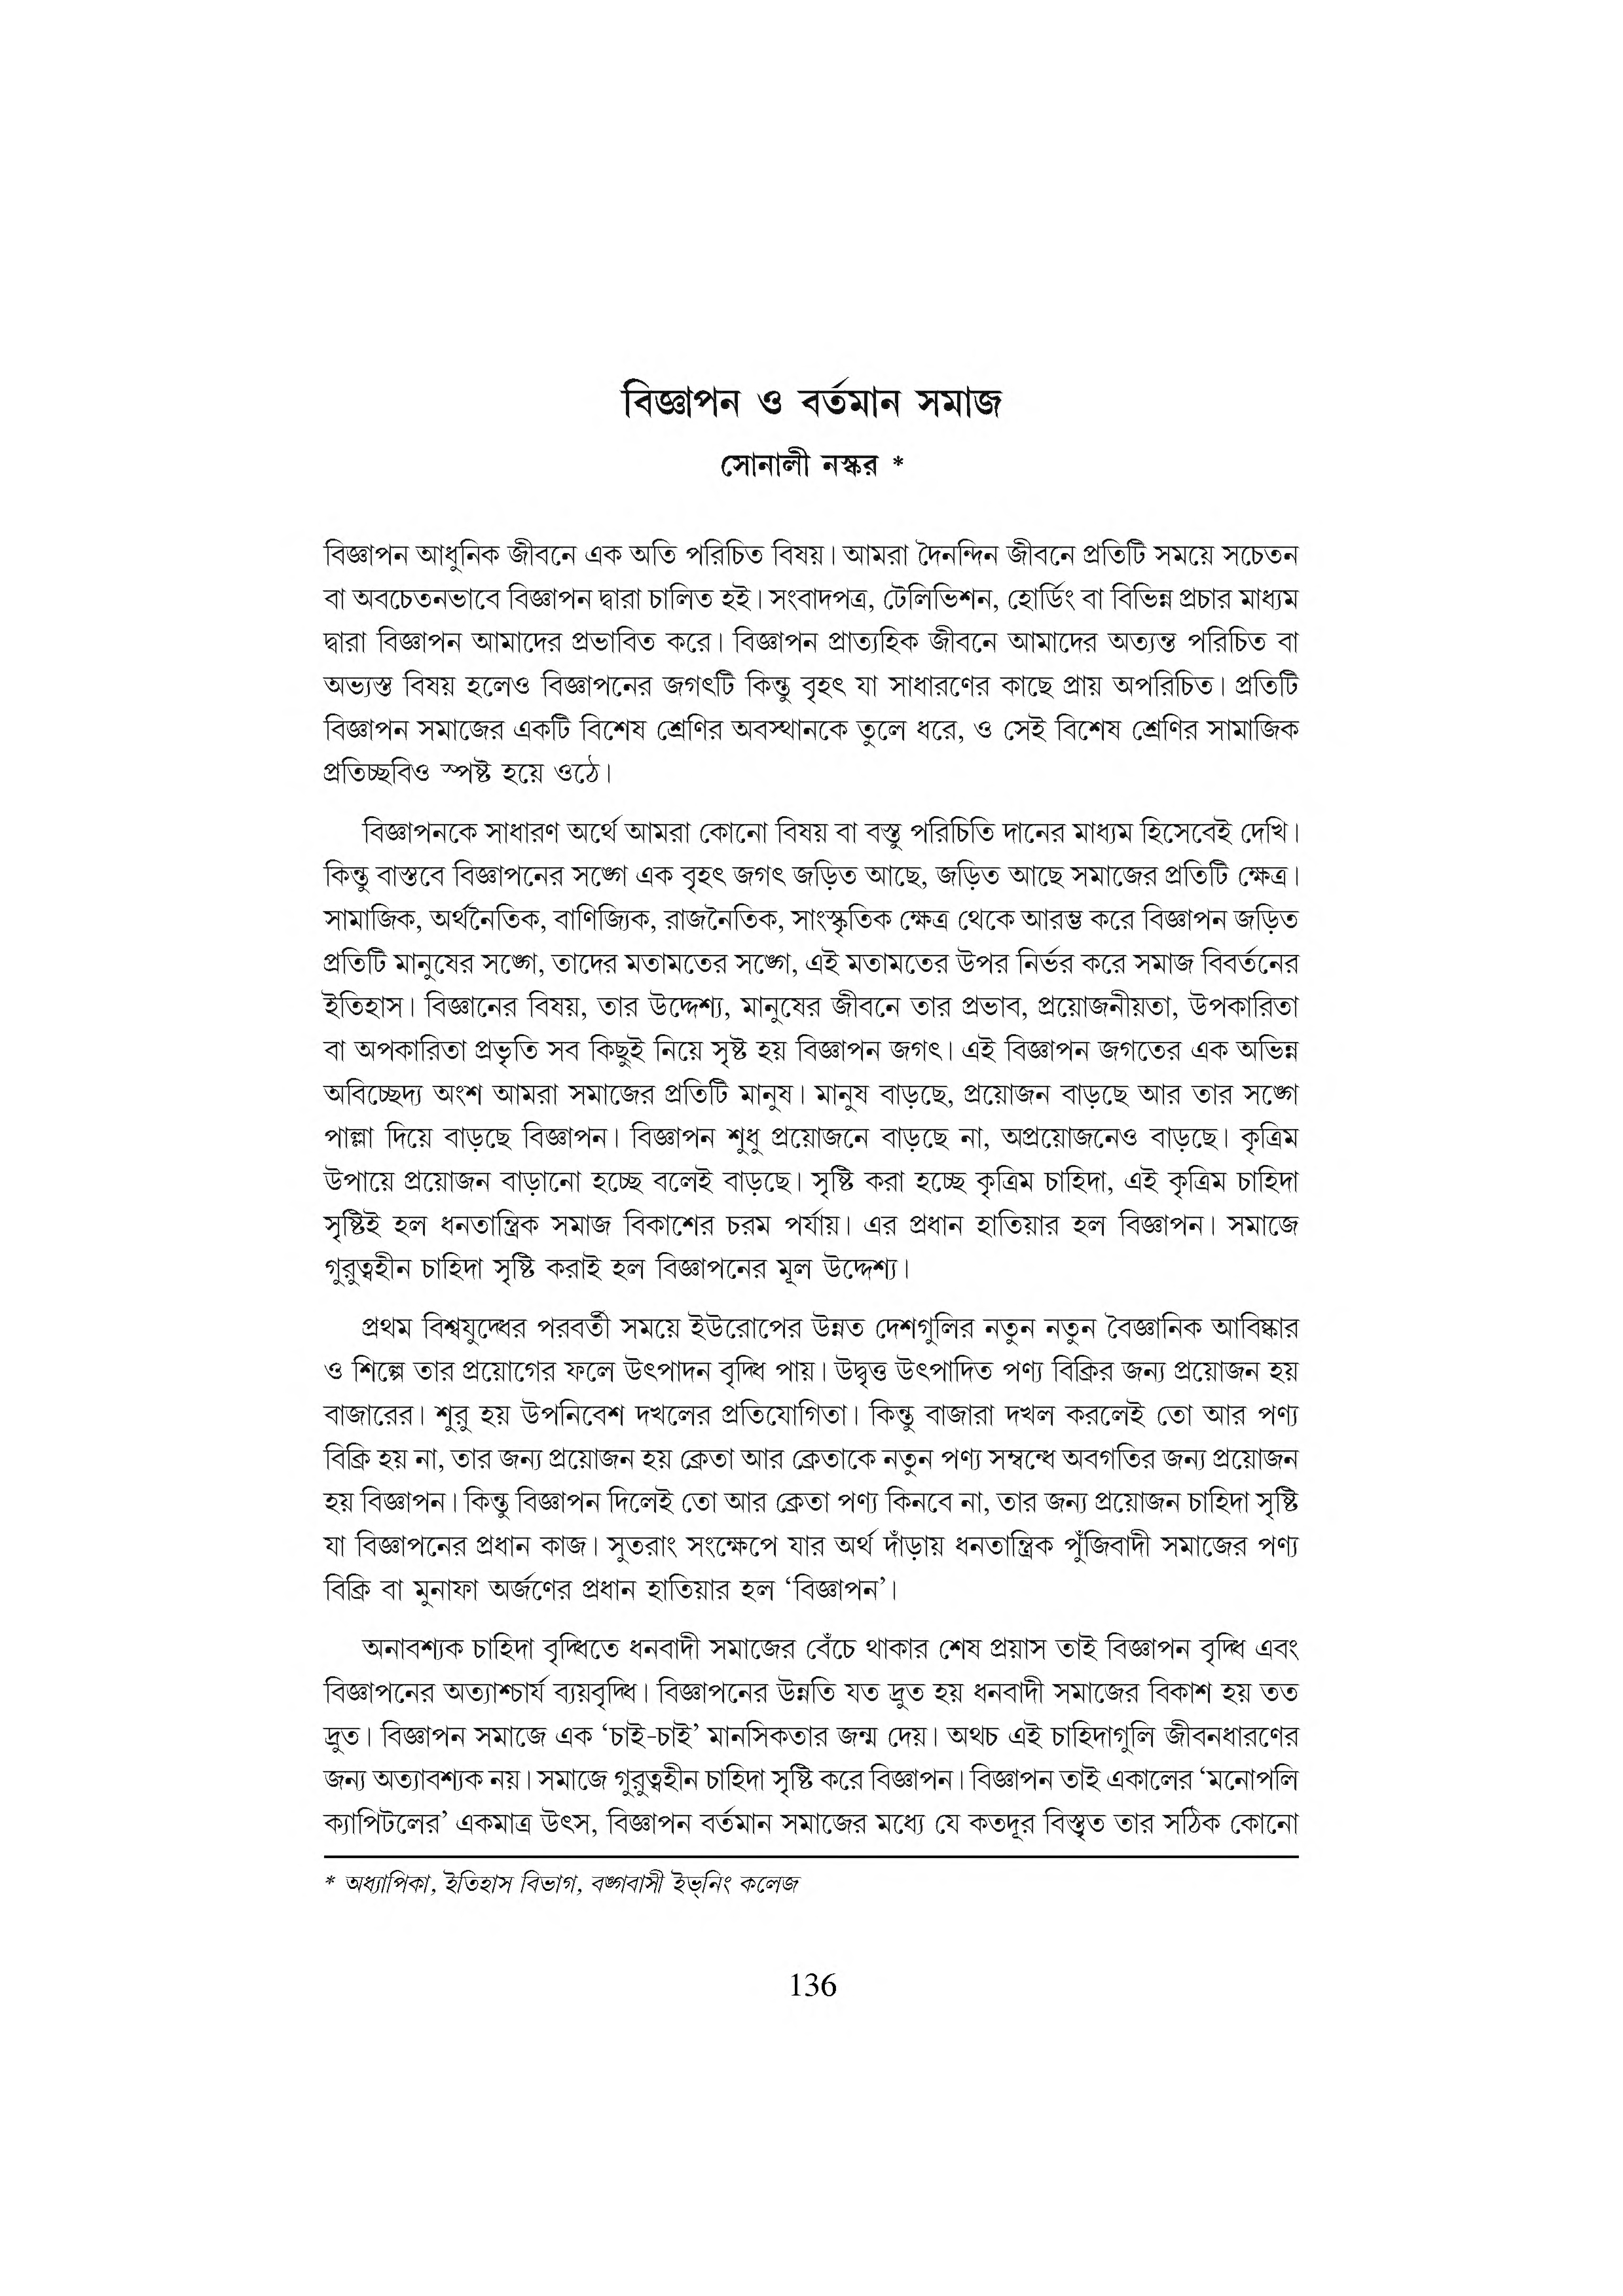 বিজ্ঞাপন ও বর্তমান সমাজ
সোনালী নস্কর *
বিজ্ঞাপন আধুনিক জীবনে এক অতি পরিচিত বিষয়। আমরা দৈনন্দিন জীবনে প্রতিটি সময়ে সচেতন
বা অবচেতনভাবে বিজ্ঞাপন দ্বারা চালিত হই। সংবাদপত্র, টেলিভিশন, হোর্ডিং বা বিভিন্ন প্রচার মাধ্যম
দ্বারা বিজ্ঞাপন আমাদের প্রভাবিত করে। বিজ্ঞাপন প্রাত্যহিক জীবনে আমাদের অত্যন্ত পরিচিত বা
অভ্যস্ত বিষয় হলেও বিজ্ঞাপনের জগৎটি কিন্তু বৃহৎ যা সাধারণের কাছে প্রায় অপরিচিত। প্রতিটি
বিজ্ঞাপন সমাজের একটি বিশেষ শ্রেণির অবস্থানকে তুলে ধরে, ও সেই বিশেষ শ্রেণির সামাজিক
প্রতিচ্ছবিও স্পষ্ট হয়ে ওঠে।
বিজ্ঞাপনকে সাধারণ অর্থে আমরা কোনো বিষয় বা বস্তু পরিচিতি দানের মাধ্যম হিসেবেই দেখি।
কিন্তু বাস্তবে বিজ্ঞাপনের সঙ্গে এক বৃহৎ জগৎ জড়িত আছে, জড়িত আছে সমাজের প্রতিটি ক্ষেত্র।
সামাজিক, অর্থনৈতিক, বাণিজ্যিক, রাজনৈতিক, সাংস্কৃতিক ক্ষেত্র থেকে আরম্ভ করে বিজ্ঞাপন জড়িত
প্রতিটি মানুষের সঙ্গে, তাদের মতামতের সঙ্গে, এই মতামতের উপর নির্ভর করে সমাজ বিবর্তনের
ইতিহাস। বিজ্ঞানের বিষয়, তার উদ্দেশ্য, মানুষের জীবনে তার প্রভাব, প্রয়োজনীয়তা, উপকারিতা
বা অপকারিতা প্রভৃতি সব কিছুই নিয়ে সৃষ্ট হয় বিজ্ঞাপন জগৎ। এই বিজ্ঞাপন জগতের এক অভিন্ন
অবিচ্ছেদ্য অংশ আমরা সমাজের প্রতিটি মানুষ। মানুষ বাড়ছে, প্রয়োজন বাড়ছে আর তার সঙ্গে
পাল্লা দিয়ে বাড়ছে বিজ্ঞাপন। বিজ্ঞাপন শুধু প্রয়োজনে বাড়ছে না, অপ্রয়োজনেও বাড়ছে। কৃত্রিম
উপায়ে প্রয়োজন বাড়ানো হচ্ছে বলেই বাড়ছে। সৃষ্টি করা হচ্ছে কৃত্রিম চাহিদা, এই কৃত্রিম চাহিদা
সৃষ্টিই হল ধনতান্ত্রিক সমাজ বিকাশের চরম পর্যায়। এর প্রধান হাতিয়ার হল বিজ্ঞাপন। সমাজে
গুরুত্বহীন চাহিদা সৃষ্টি করাই হল বিজ্ঞাপনের মূল উদ্দেশ্য।
প্রথম বিশ্বযুদ্ধের পরবর্তী সময়ে ইউরোপের উন্নত দেশগুলির নতুন নতুন বৈজ্ঞানিক আবিষ্কার
ও শিল্পে তার প্রয়োগের ফলে উৎপাদন বৃদ্ধি পায়। উদ্বৃত্ত উৎপাদিত পণ্য বিক্রির জন্য প্রয়োজন হয়
বাজারের। শুরু হয় উপনিবেশ দখলের প্রতিযোগিতা। কিন্তু বাজারা দখল করলেই তো আর পণ্য
বিক্রি হয় না, তার জন্য প্রয়োজন হয় ক্রেতা আর ক্রেতাকে নতুন পণ্য সম্বন্ধে অবগতির জন্য প্রয়োজন
হয় বিজ্ঞাপন। কিন্তু বিজ্ঞাপন দিলেই তো আর ক্রেতা পণ্য কিনবে না, তার জন্য প্রয়োজন চাহিদা সৃষ্টি
যা বিজ্ঞাপনের প্রধান কাজ। সুতরাং সংক্ষেপে যার অর্থ দাঁড়ায় ধনতান্ত্রিক পুঁজিবাদী সমাজের পণ্য
বিক্রি বা মুনাফা অর্জণের প্রধান হাতিয়ার হল ‘বিজ্ঞাপন’।
অনাবশ্যক চাহিদা বৃদ্ধিতে ধনবাদী সমাজের বেঁচে থাকার শেষ প্রয়াস তাই বিজ্ঞাপন বৃদ্ধি এবং
বিজ্ঞাপনের অত্যাশ্চার্য ব্যয়বৃদ্ধি। বিজ্ঞাপনের উন্নতি যত দ্রুত হয় ধনবাদী সমাজের বিকাশ হয় তত
দ্রুত। বিজ্ঞাপন সমাজে এক ‘চাই-চাই’ মানসিকতার জন্ম দেয়। অথচ এই চাহিদাগুলি জীবনধারণের
জন্য অত্যাবশ্যক নয়। সমাজে গুরুত্বহীন চাহিদা সৃষ্টি করে বিজ্ঞাপন। বিজ্ঞাপন তাই একালের ‘মনোপলি
ক্যাপিটলের’ একমাত্র উৎস, বিজ্ঞাপন বর্তমান সমাজের মধ্যে যে কতদূর বিস্তৃত তার সঠিক কোনো
* অধ্যাপিকা, ইতিহাস বিভাগ, বঙ্গবাসী ইভ্‌নিং কলেজ
136